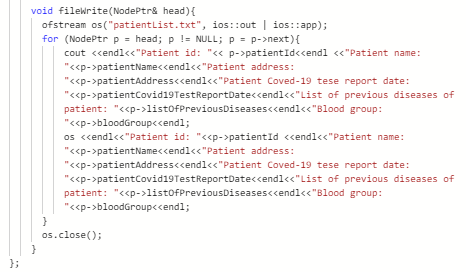 void fileWrite(NodePtr& head){
ofstream os("patientList.txt", ios::out | ios::app);
for (NodePtr p = head; p != NULL; p = p->next){
cout <<endl<<"Patient id: "<< p->patientId<<endl <<"Patient name:
"<<p->patientName<<endl<<"Patient address:
"<<p->patientAddress<<endl<<"Patient Coved-19 tese report date:
"<<p->patientCovid19TestReportDate<<endl<<"List of previous diseases of
patient: "<<p->listOfPreviousDiseases<<endl<<"Blood group:
"<<p->bloodGroup<<endl;
os <<endl<<"Patient id: "<<p->patientId <<endl<<"Patient name:
"<<p->patientName<<endl<<"Patient address:
"<<p->patientAddress<<endl<<"Patient Coved-19 tese report date:
"<<p->patientCovid19TestReportDate<<endl<<"List of previous diseases of
patient: "<<p->listOfPreviousDiseases<<endl<<"Blood group:
"<<p->bloodGroup<<endl;
}
os.close();
}
};